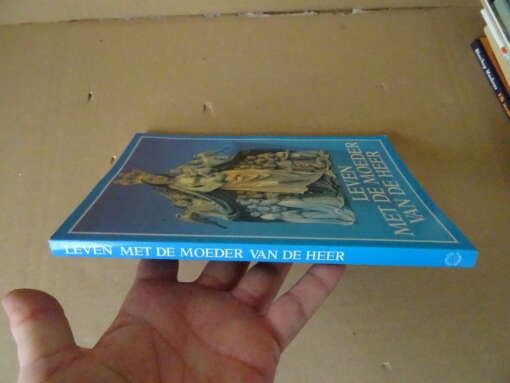 LEVEN
MET DE MOEDER
VAN DE HEER
LEVEN MET DE MOEDER VAN DE HEER